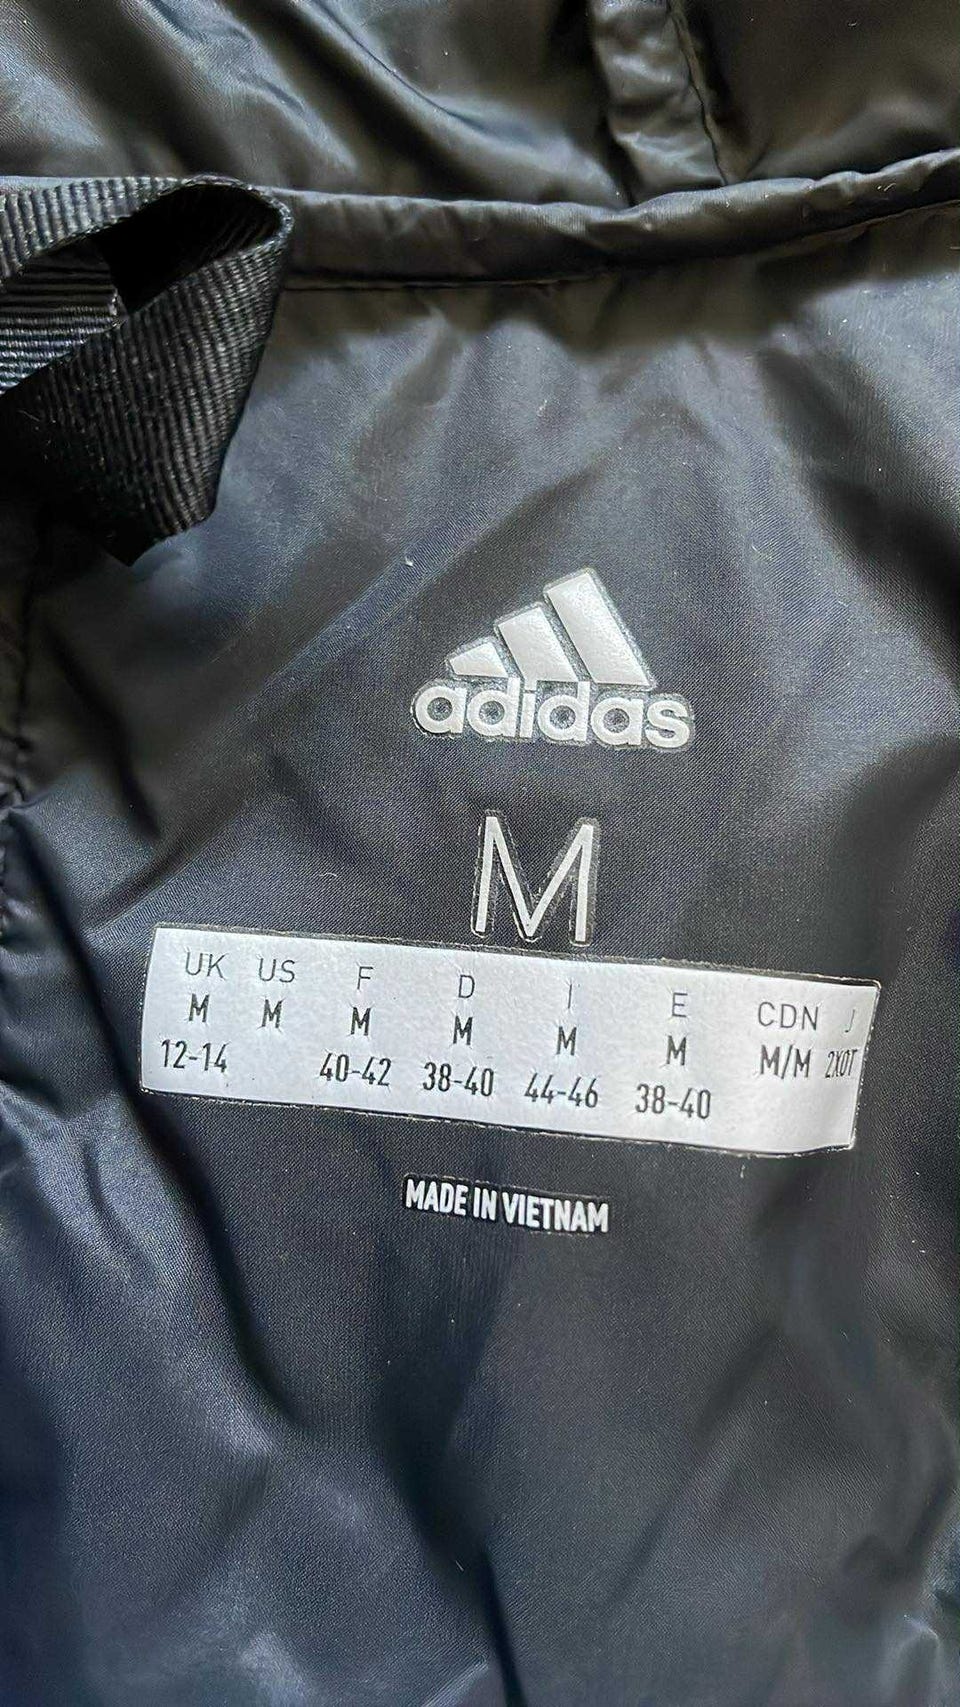 adidas
M
UK US F D I E CDN J
M M M M M M M/M 2XOT
12-14 40-42 38-40 44-46 38-40
MADE IN VIETNAM